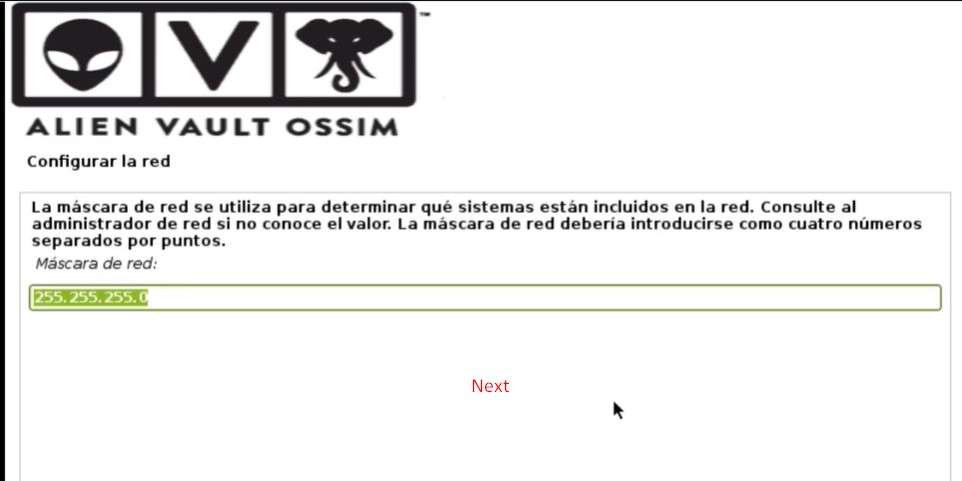 ™
ALIEN VAULT OSSIM
Configurar la red
La máscara de red se utiliza para determinar qué sistemas están incluidos en la red. Consulte al
administrador de red si no conoce el valor. La máscara de red debería introducirse como cuatro números
separados por puntos.
Máscara de red:
255.255.255.0
Next